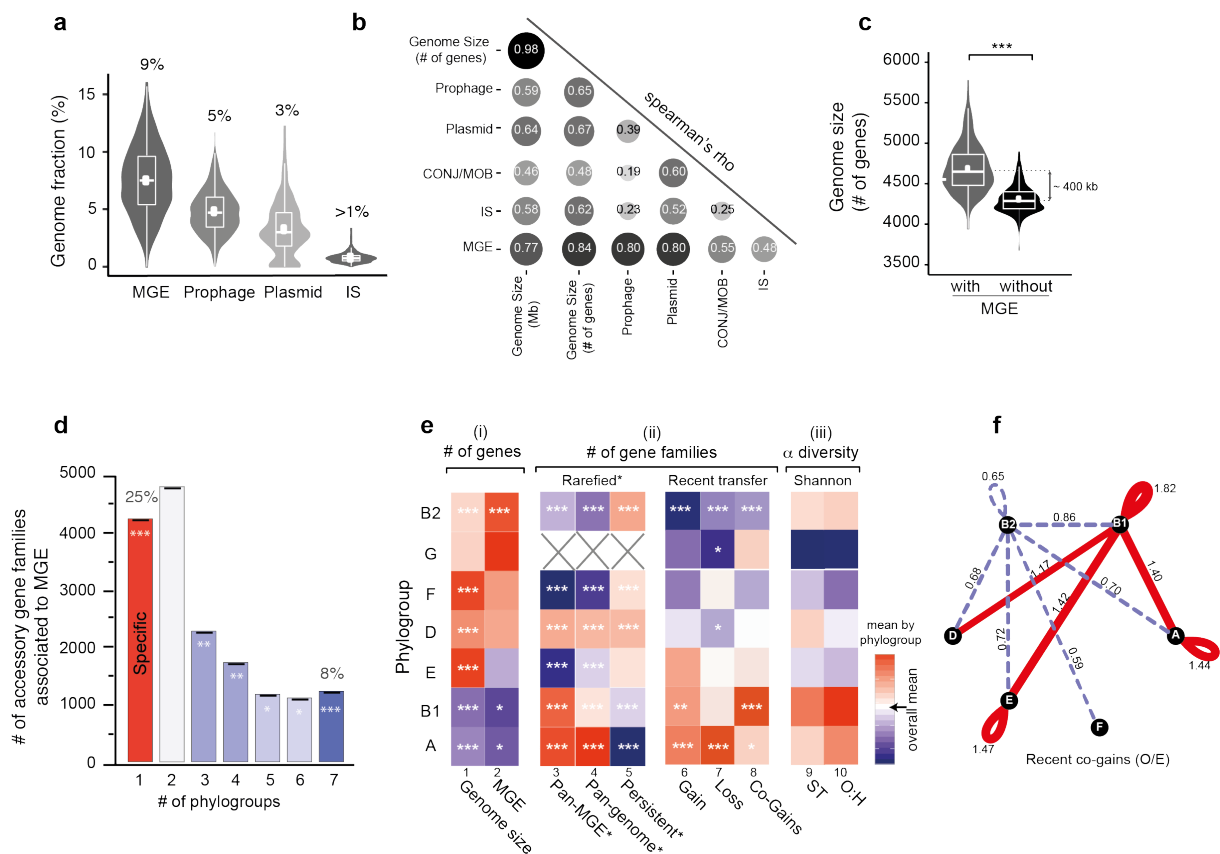 a
9%
5%
3%
>1%
Genome fraction (%)
15
10
5
0
MGE
Prophage
Plasmid
IS
b
Genome Size
(# of genes)
Prophage
Plasmid
CONJ/MOB
IS
MGE
0.98
0.59
0.65
0.64
0.67
0.39
0.46
0.48
0.19
0.60
0.58
0.62
0.23
0.52
0.25
0.77
0.84
0.80
0.80
0.55
0.48
spearman's rho
Genome Size
(Mb)
Genome Size
(# of genes)
Prophage
Plasmid
CONJ/MOB
IS
c
***
Genome size
(# of genes)
6000
5000
4500
4000
3500
~ 400 kb
with
without
MGE
d
# of accessory gene families
associated to MGE
5000
4000
3000
2000
1000
0
25%
***
Specific
**
**
*
*
8%
***
1
2
3
4
5
6
7
# of phylogroups
e
(i)
# of genes
(ii)
# of gene families
(iii)
α diversity
Rarefied*
Recent transfer
Shannon
Phylogroup
B2
*** *** *** *** *** *** *** ***
G
*
F
*** *** *** ***
D
*** *** *** *** *
E
*** *** ***
B1
*** * *** *** *** ** ***
A
*** * *** *** *** *** *** *
1 2 3 4 5 6 7 8 9 10
Genome size
MGE
Pan-MGE*
Pan-genome*
Persistent*
Gain
Loss
Co-Gains
ST
O:H
mean by
phylogroup
overall mean
f
0.65
B2
0.86
B1
1.82
0.68
1.17
1.42
1.40
0.70
0.72
0.59
D
A
1.44
E
1.47
F
Recent co-gains (O/E)